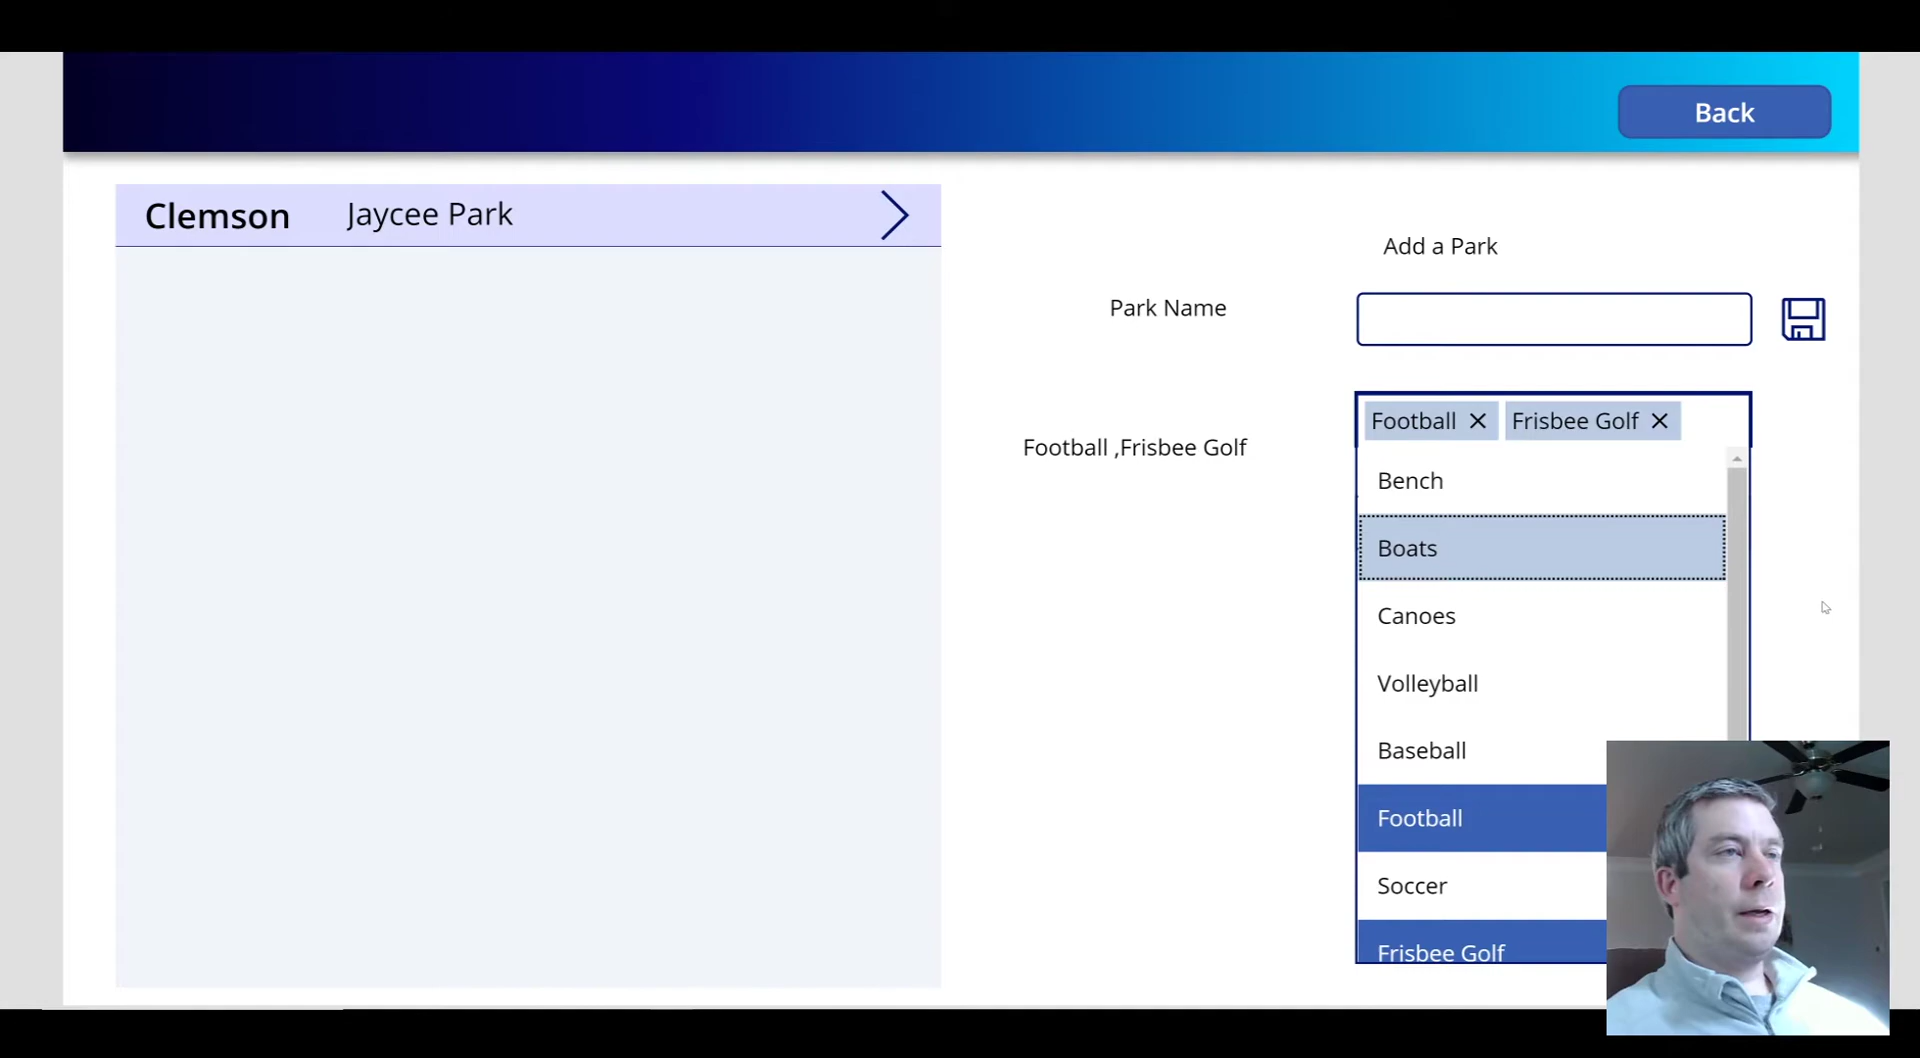 Back
Clemson Jaycee Park
Add a Park
Park Name
Football Frisbee Golf
Football ,Frisbee Golf
Bench
Boats
Canoes
Volleyball
Baseball
Football
Soccer
Frisbee Golf